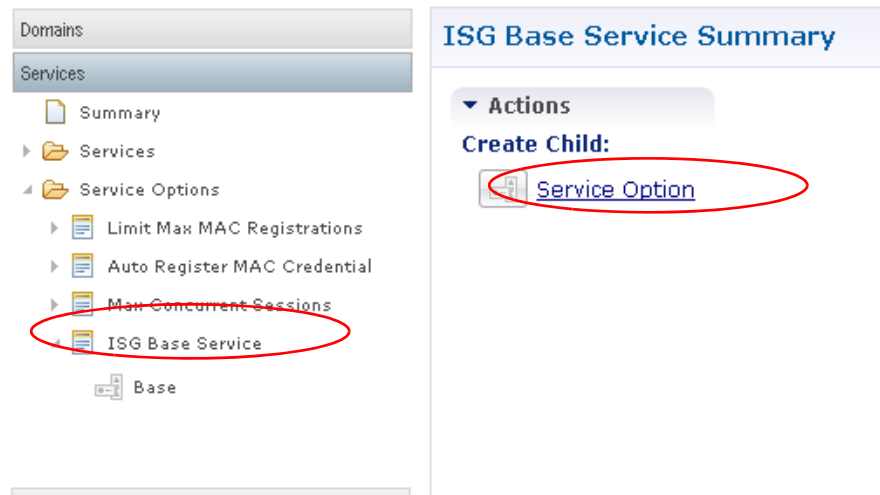 Domains
Services
Summary
Services
Service Options
Limit Max MAC Registrations
Auto Register MAC Credential
Max Concurrent Sessions
ISG Base Service
Base
ISG Base Service Summary
Actions
Create Child:
Service Option